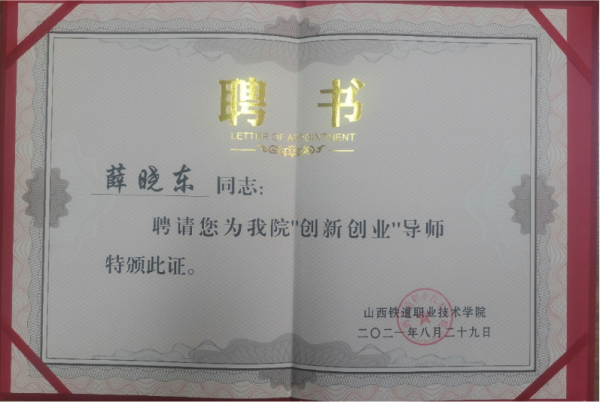 聘书
LETTER OF APPOINTMENT
薛晓东 同志:
聘请您为我院"创新创业"导师
特颁此证。
山西铁道职业技术学院
二〇二一年八月二十九日